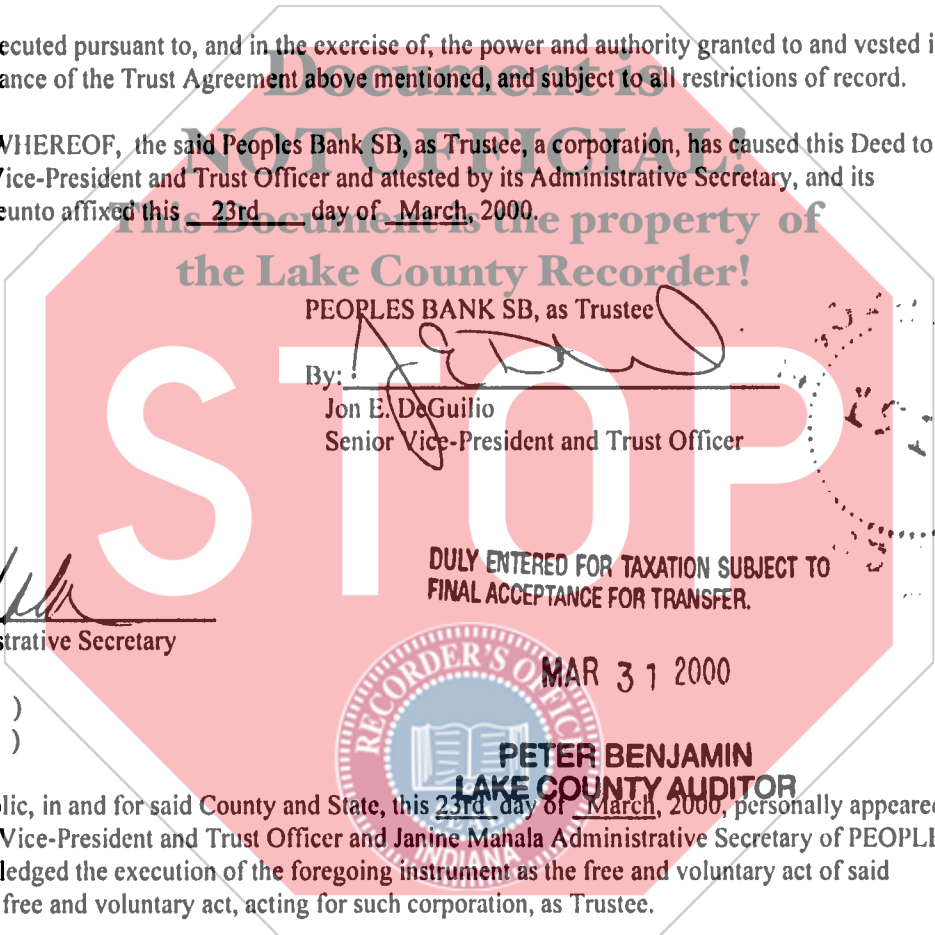 ecuted pursuant to, and in the exercise of, the power and authority granted to and vested i
ance of the Trust Agreement above mentioned, and subject to all restrictions of record.
Document is
NOT OFFICIAL!
WHEREOF, the said Peoples Bank SB, as Trustee, a corporation, has caused this Deed to
Vice-President and Trust Officer and attested by its Administrative Secretary, and its
eunto affixed this 23rd day of March, 2000.
This Document is the property of
the Lake County Recorder!
PEOPLES BANK SB, as Trustee
By:
Jon E. DeGuilio
Senior Vice-President and Trust Officer
STOP
DULY ENTERED FOR TAXATION SUBJECT TO
FINAL ACCEPTANCE FOR TRANSFER.
strative Secretary
MAR 31 2000
)
)
RECORDER'S OFFICE
PETER BENJAMIN
LAKE COUNTY AUDITOR
lic, in and for said County and State, this 23rd day of March, 2000, personally appeared
Vice-President and Trust Officer and Janine Mahala Administrative Secretary of PEOPLE
ledged the execution of the foregoing instrument as the free and voluntary act of said
INDIANA
free and voluntary act, acting for such corporation, as Trustee.